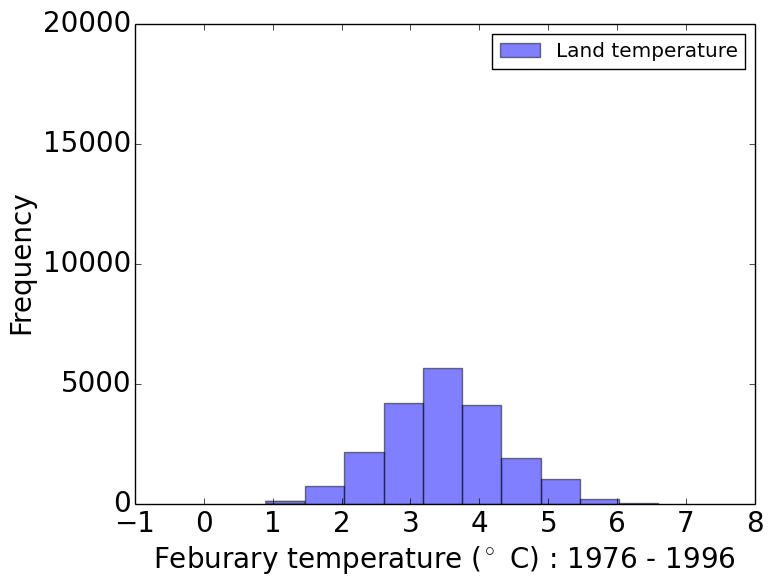 20000
Land temperature
15000
Frequency
10000
5000
0
−1 0 1 2 3 4 5 6 7 8
Feburary temperature (° C) : 1976 - 1996